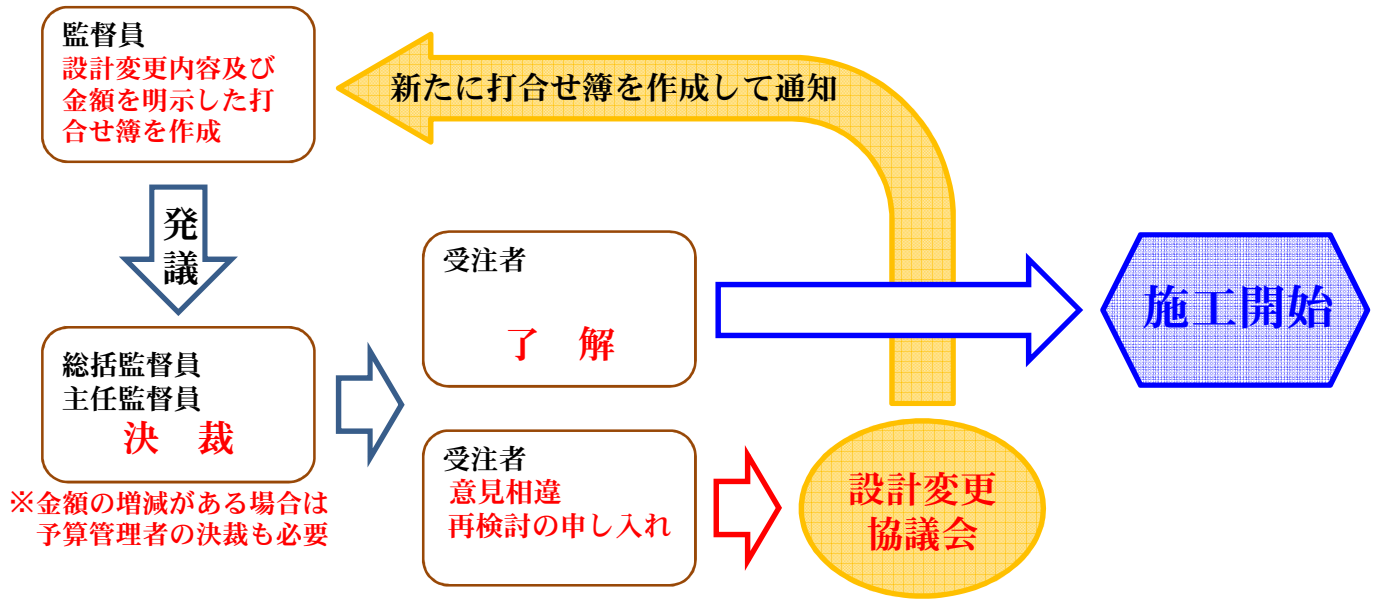 監督員
設計変更内容及び
金額を明示した打
合せ簿を作成
新たに打合せ簿を作成して通知
発
議
総括監督員
主任監督員
決 裁
※金額の増減がある場合は
予算管理者の決裁も必要
受注者
了 解
施工開始
受注者
意見相違
再検討の申し入れ
設計変更
協議会